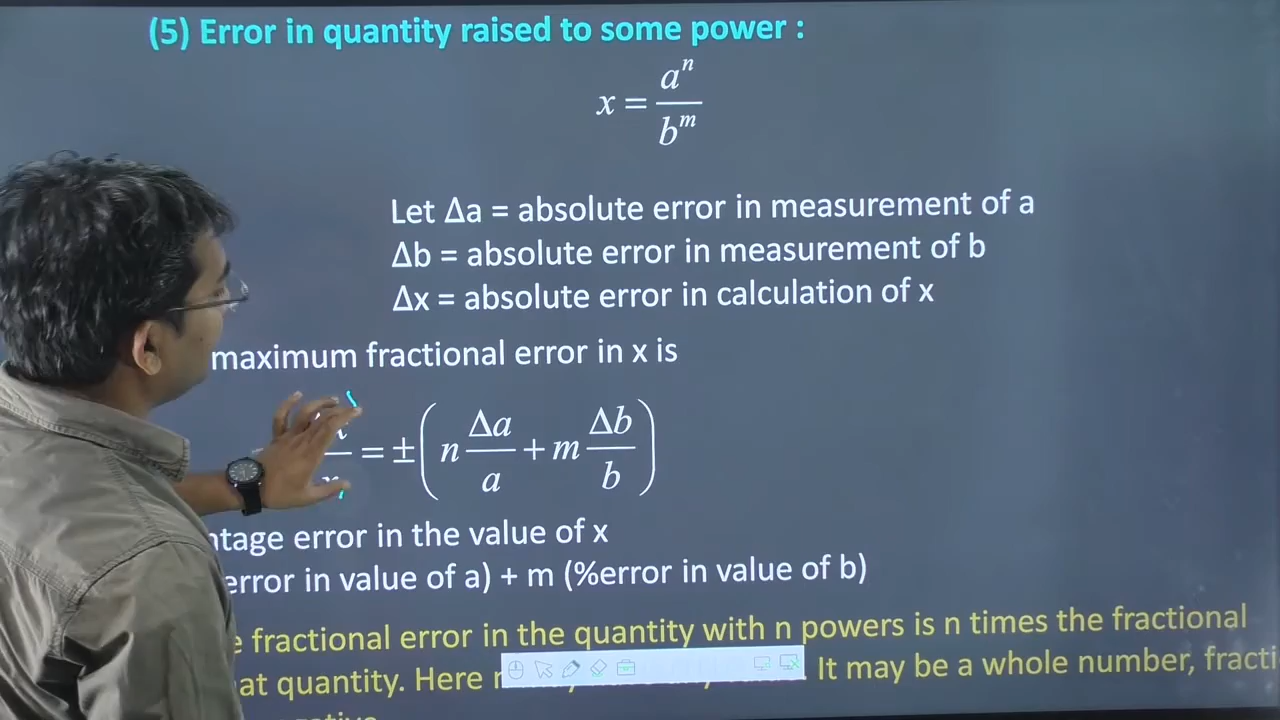 (5) Error in quantity raised to some power :
x = a^n / b^m
Let Δa = absolute error in measurement of a
Δb = absolute error in measurement of b
Δx = absolute error in calculation of x
maximum fractional error in x is
= ± ( n Δa/a + m Δb/b )
error in the value of x
error in value of a) + m (%error in value of b)
fractional error in the quantity with n powers is n times the fractional
quantity. Here It may be a whole number,